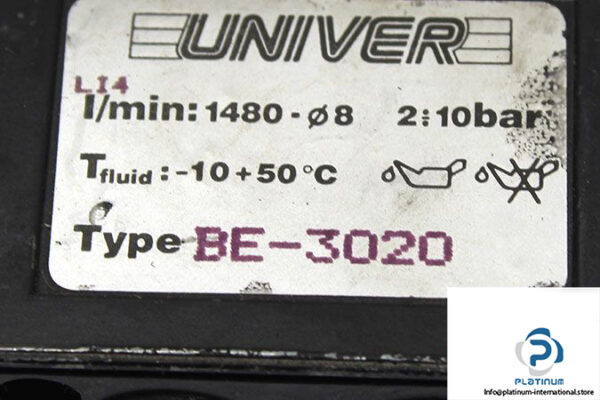 UNIVER
LI4
l/min: 1480 - ø8 2÷10bar
Tfluid: -10 +50 °C
Type BE-3020
PLATINUM
Info@platinum-international.store